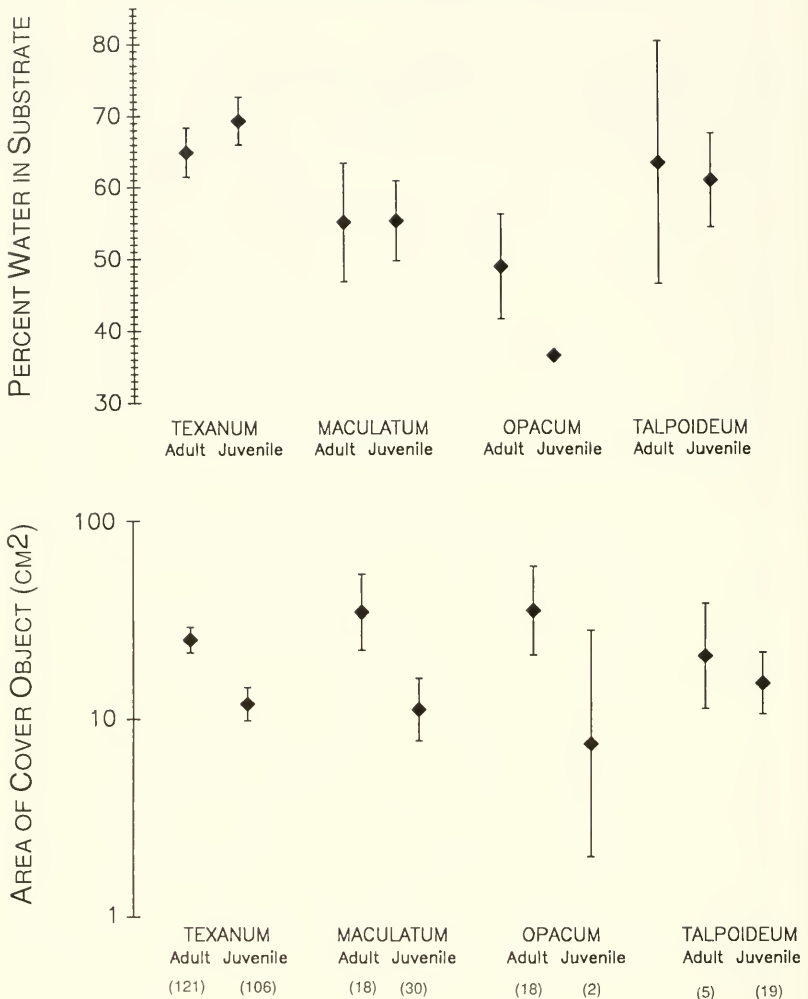 PERCENT WATER IN SUBSTRATE
80
70
60
50
40
30
TEXANUM MACULATUM OPACUM TALPOIDEUM
Adult Juvenile Adult Juvenile Adult Juvenile Adult Juvenile
AREA OF COVER OBJECT (CM2)
100
10
1
TEXANUM MACULATUM OPACUM TALPOIDEUM
Adult Juvenile Adult Juvenile Adult Juvenile Adult Juvenile
(121) (106) (18) (30) (18) (2) (5) (19)